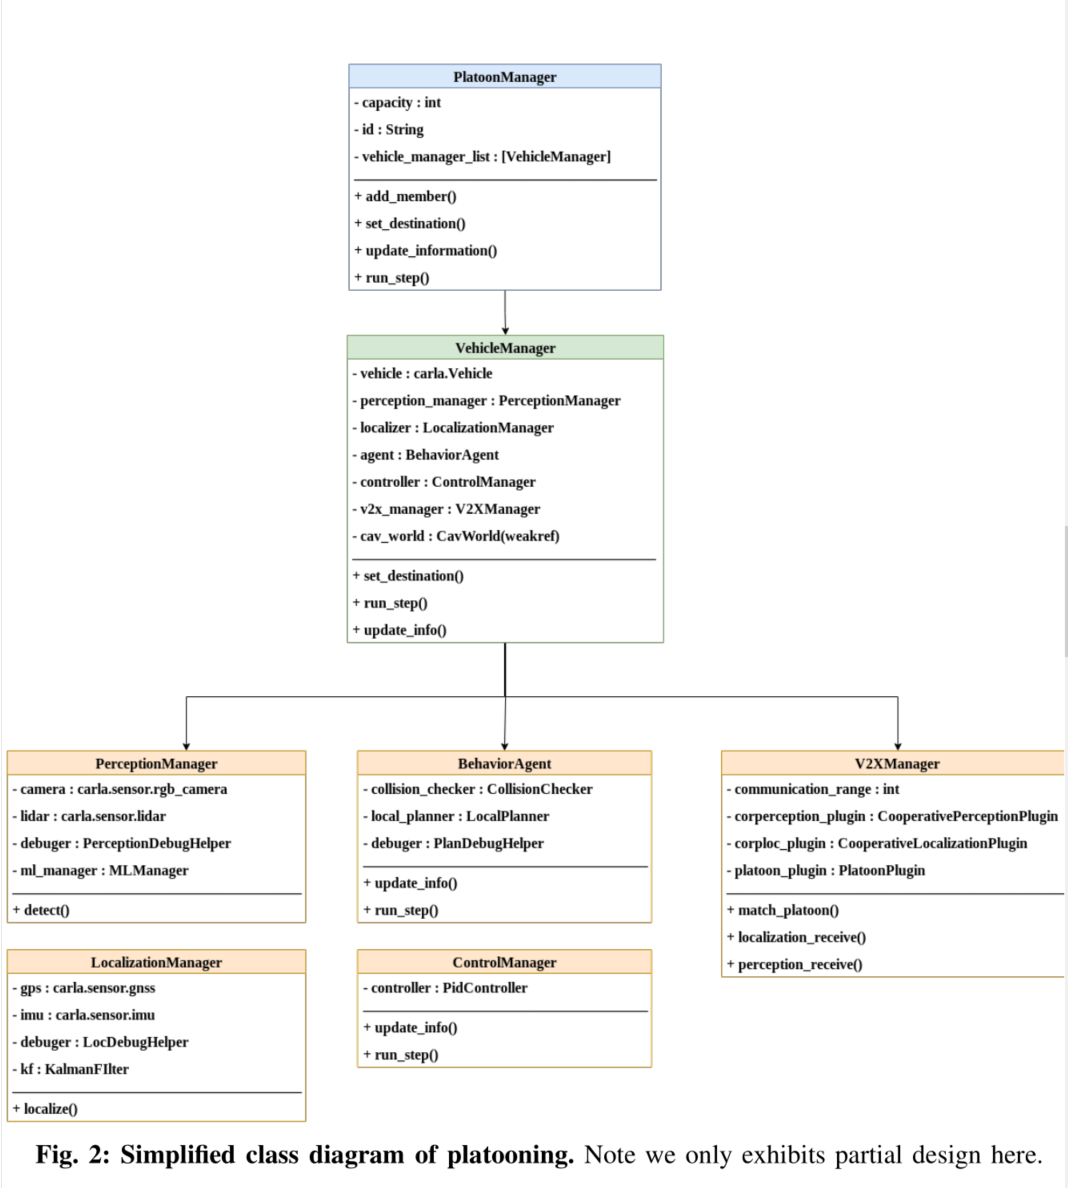 PlatoonManager
- capacity : int
- id : String
- vehicle_manager_list : [VehicleManager]
+ add_member()
+ set_destination()
+ update_information()
+ run_step()
VehicleManager
- vehicle : carla.Vehicle
- perception_manager : PerceptionManager
- localizer : LocalizationManager
- agent : BehaviorAgent
- controller : ControlManager
- v2x_manager : V2XManager
- cav_world : CavWorld(weakref)
+ set_destination()
+ run_step()
+ update_info()
PerceptionManager
- camera : carla.sensor.rgb_camera
- lidar : carla.sensor.lidar
- debuger : PerceptionDebugHelper
- ml_manager : MLManager
+ detect()
LocalizationManager
- gps : carla.sensor.gnss
- imu : carla.sensor.imu
- debuger : LocDebugHelper
- kf : KalmanFIlter
+ localize()
BehaviorAgent
- collision_checker : CollisionChecker
- local_planner : LocalPlanner
- debuger : PlanDebugHelper
+ update_info()
+ run_step()
ControlManager
- controller : PidController
+ update_info()
+ run_step()
V2XManager
- communication_range : int
- corperception_plugin : CooperativePerceptionPlugin
- corploc_plugin : CooperativeLocalizationPlugin
- platoon_plugin : PlatoonPlugin
+ match_platoon()
+ localization_receive()
+ perception_receive()
Fig. 2: Simplified class diagram of platooning. Note we only exhibits partial design here.